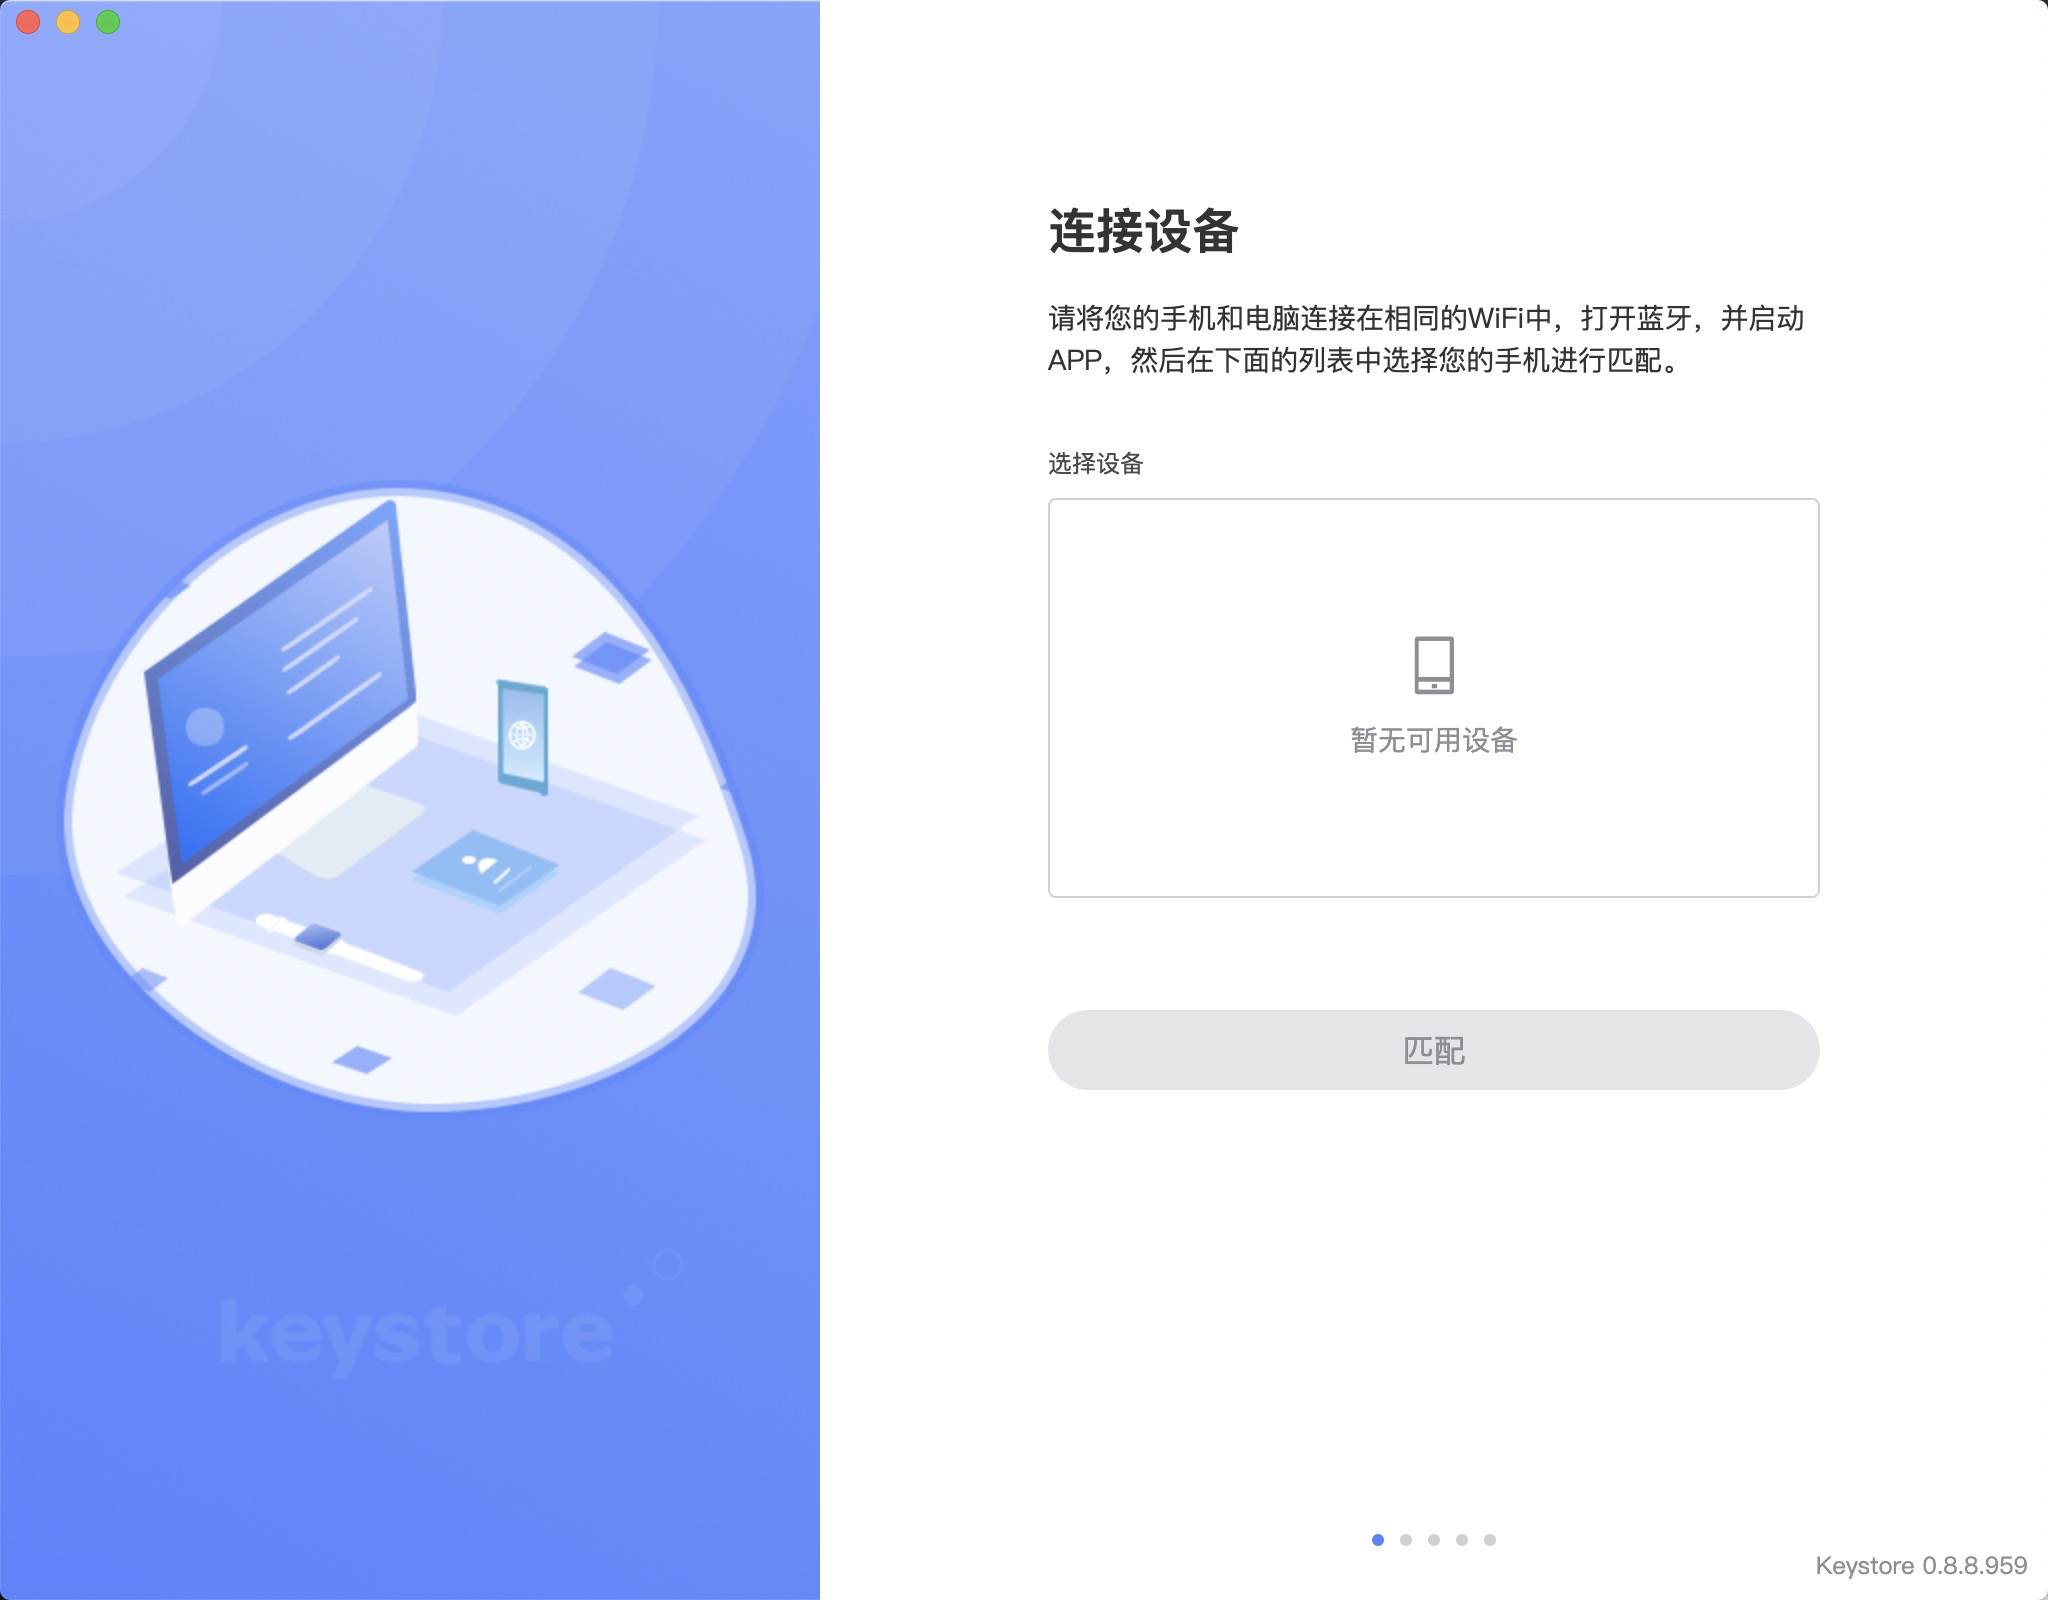 连接设备
请将您的手机和电脑连接在相同的WiFi中，打开蓝牙，并启动
APP，然后在下面的列表中选择您的手机进行匹配。
选择设备
暂无可用设备
匹配
keystore
Keystore 0.8.8.959